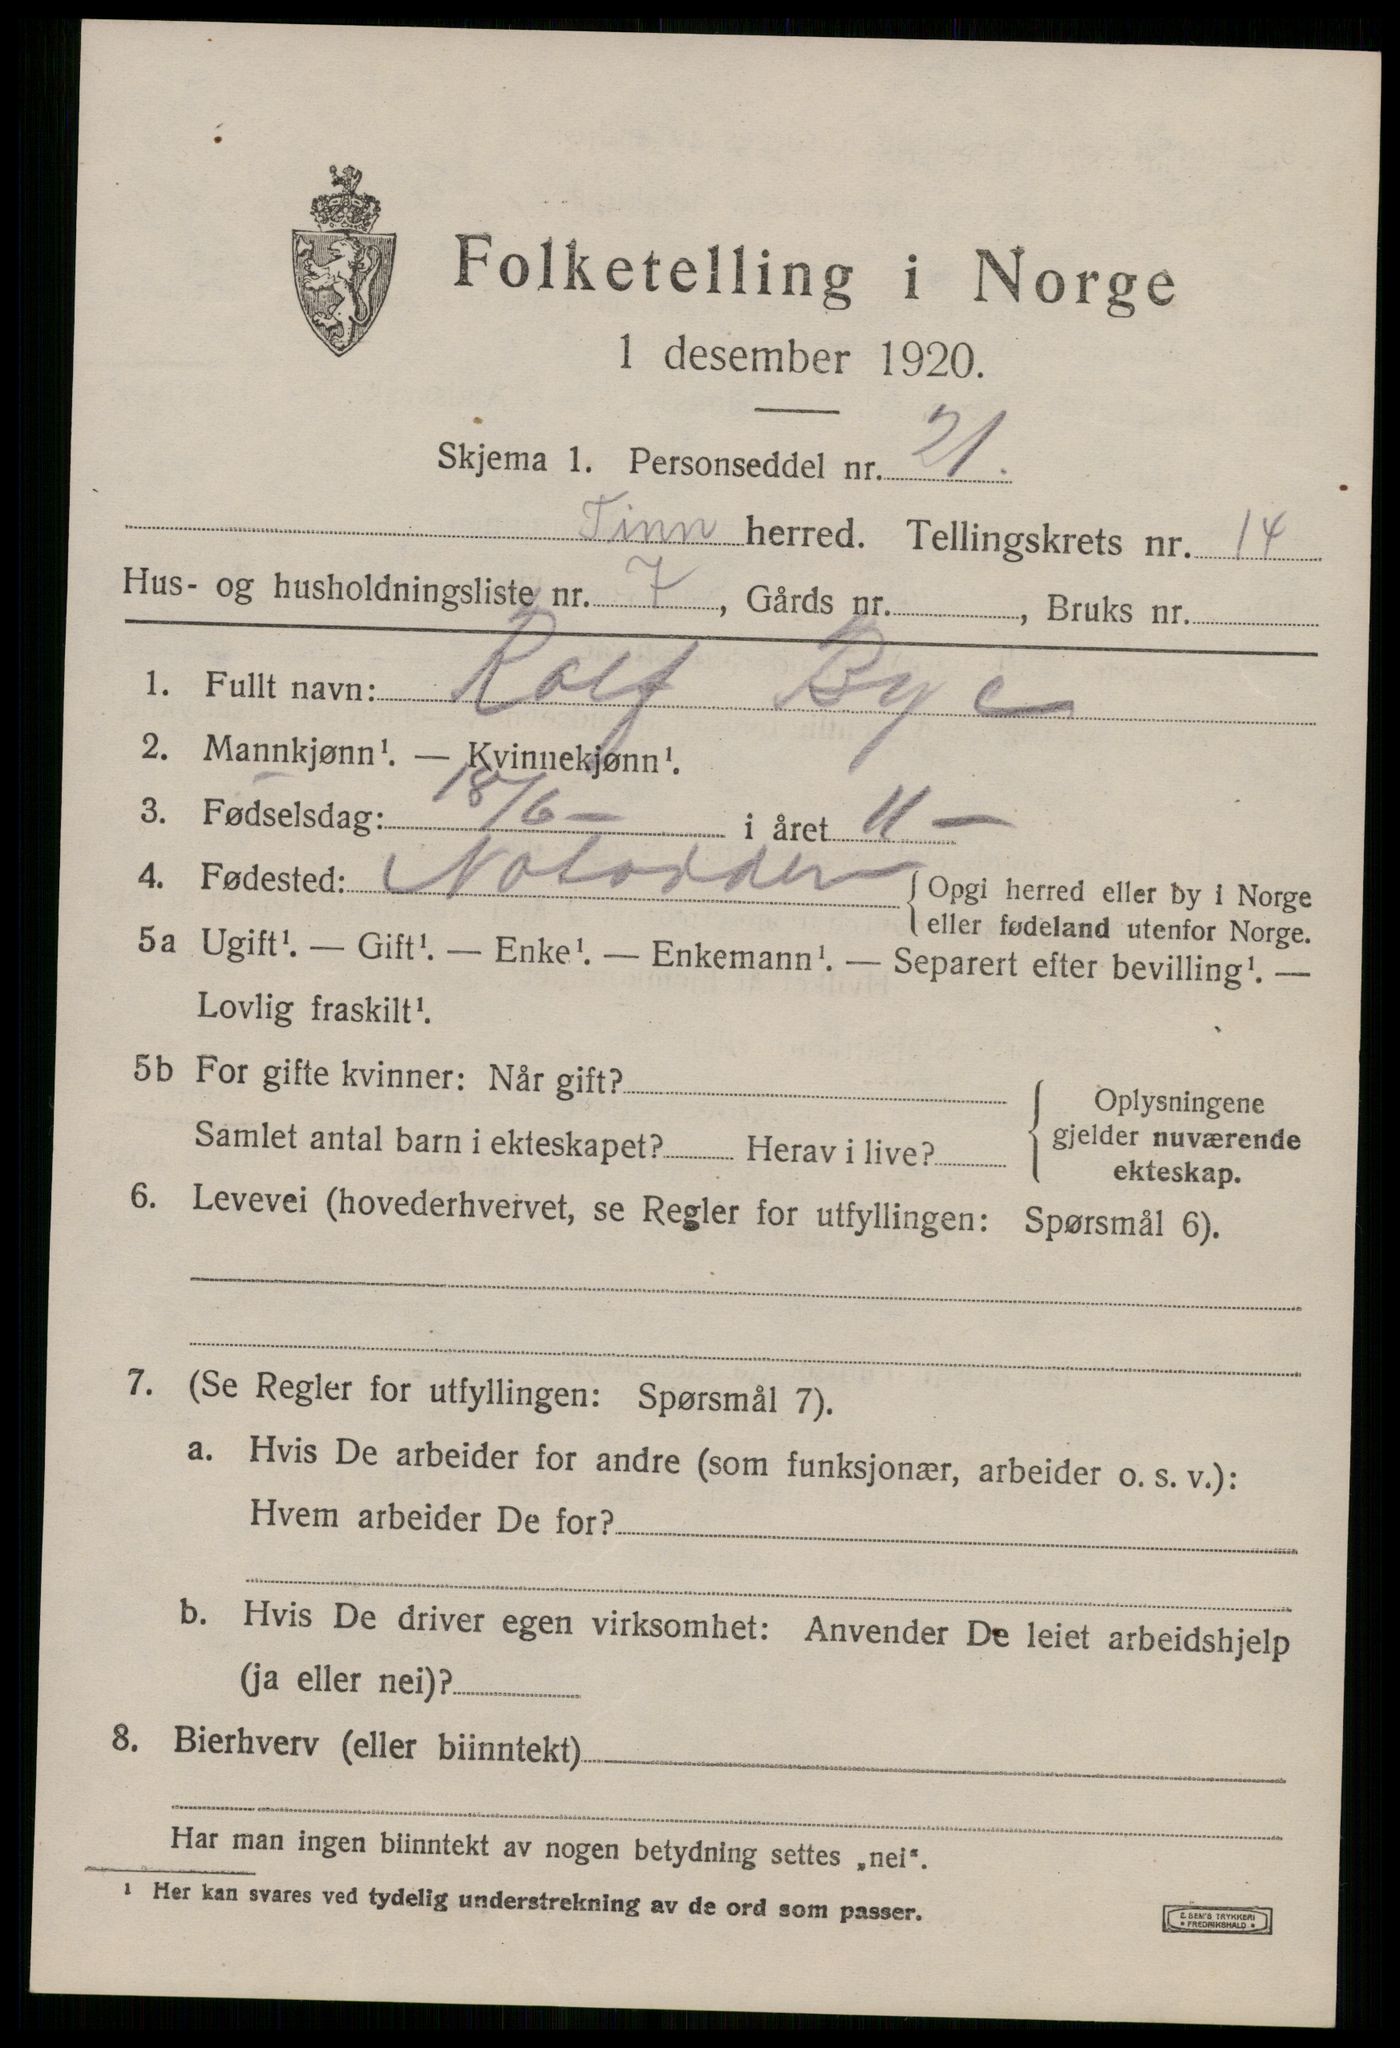 Folketelling i Norge
1 desember 1920.
Skjema 1. Personseddel nr. 21.
Tinn herred. Tellingskrets nr. 14
Hus- og husholdningsliste nr. 7, Gårds nr. , Bruks nr.
1. Fullt navn: Rolf Bye
2. Mannkjønn¹. — Kvinnekjønn¹.
3. Fødselsdag: 18/6 – i året 11 –
4. Fødested: Notodden { Opgi herred eller by i Norge
eller fødeland utenfor Norge.
5a Ugift¹. — Gift¹. — Enke¹. — Enkemann¹. — Separert efter bevilling¹. —
Lovlig fraskilt¹.
5b For gifte kvinner: Når gift?
Samlet antal barn i ekteskapet? Herav i live?
Oplysningene
gjelder nuværende
ekteskap.
6. Levevei (hovederhvervet, se Regler for utfyllingen: Spørsmål 6).
7. (Se Regler for utfyllingen: Spørsmål 7).
a. Hvis De arbeider for andre (som funksjonær, arbeider o. s. v.):
Hvem arbeider De for?
b. Hvis De driver egen virksomhet: Anvender De leiet arbeidshjelp
(ja eller nei)?
8. Bierhverv (eller biinntekt)
Har man ingen biinntekt av nogen betydning settes „nei“.
¹ Her kan svares ved tydelig understrekning av de ord som passer.
E. SEM'S TRYKKERI
* FREDRIKSHALD *